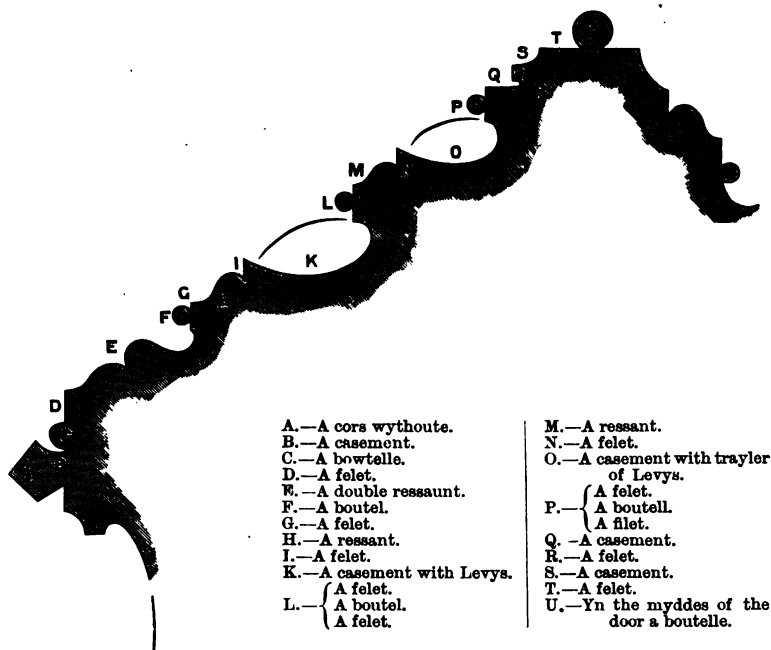 T
S
Q
P
O
M
L
K
I
G
F
E
D
A.—A cors wythoute.
B.—A casement.
C.—A bowtelle.
D.—A felet.
E.—A double ressaunt.
F.—A boutel.
G.—A felet.
H.—A ressant.
I.—A felet.
K.—A casement with Levys.
A felet.
L.—A boutel.
A felet.
M.—A ressant.
N.—A felet.
O.—A casement with trayler
of Levys.
A felet.
P.—A boutell.
A filet.
Q. -A casement.
R.—A felet.
S.—A casement.
T.—A felet.
U.—Yn the myddes of the
door a boutelle.